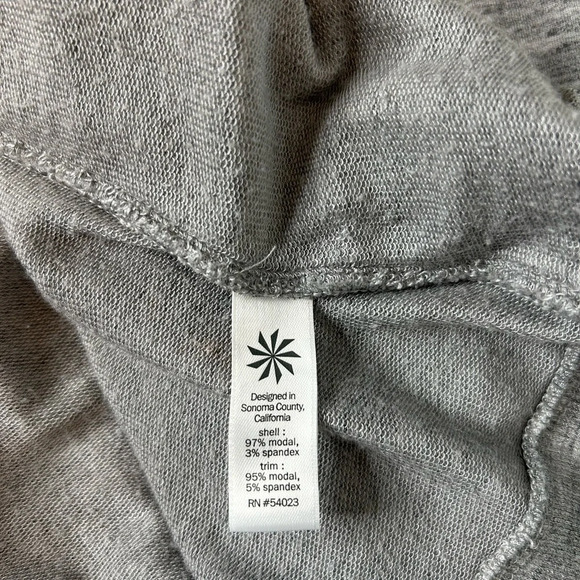 Designed in
Sonoma County,
California
shell :
97% modal,
3% spandex
trim :
95% modal,
5% spandex
RN #54023